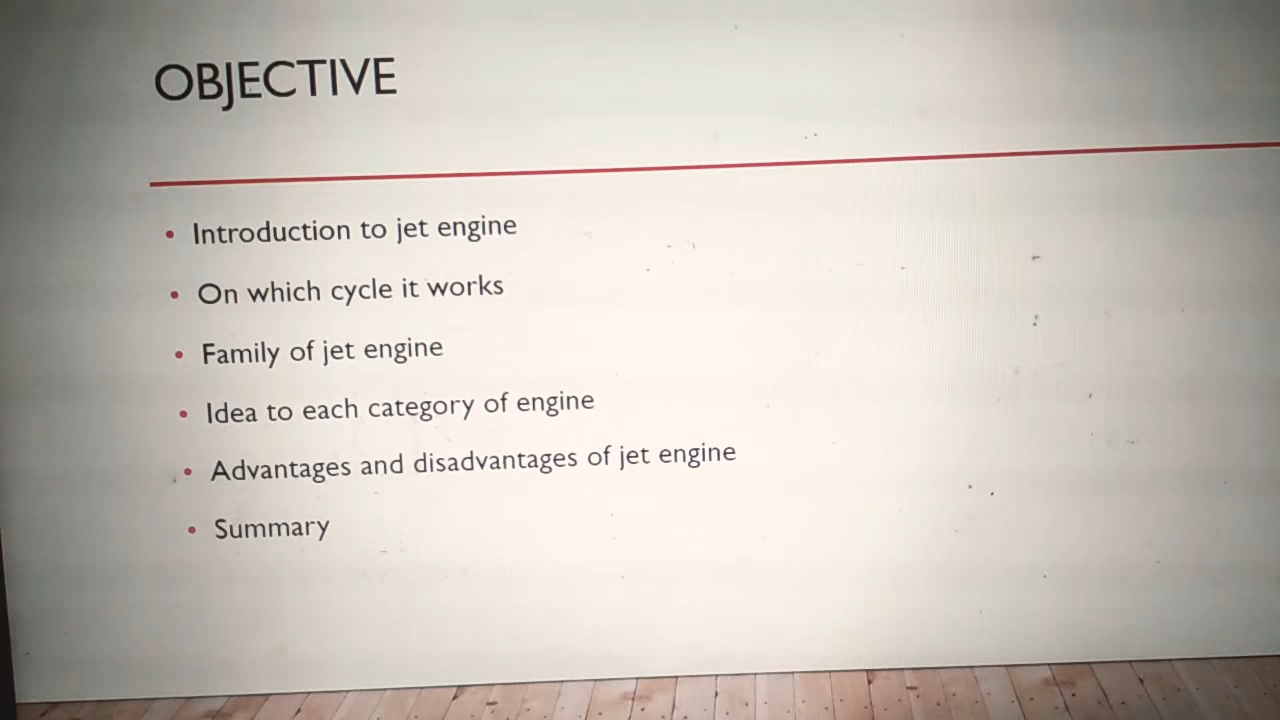 OBJECTIVE
• Introduction to jet engine
• On which cycle it works
• Family of jet engine
• Idea to each category of engine
• Advantages and disadvantages of jet engine
• Summary